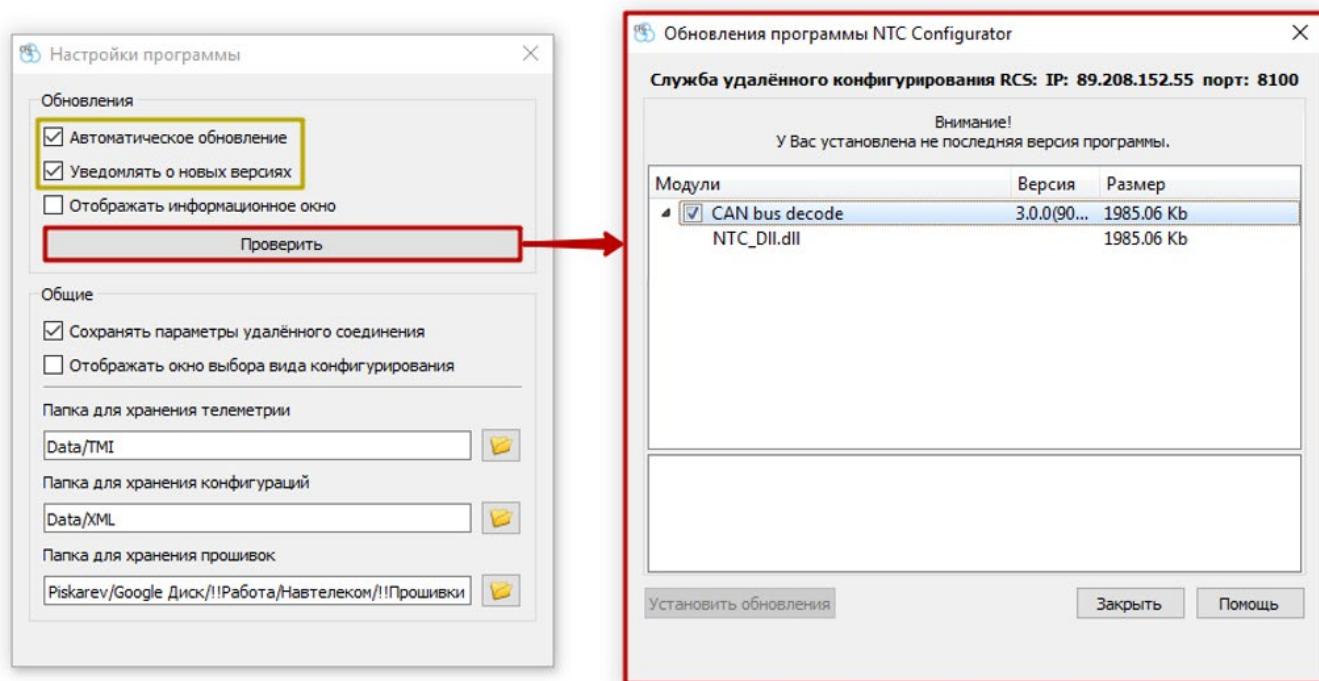 Настройки программы
Обновления
Автоматическое обновление
Уведомлять о новых версиях
Отображать информационное окно
Проверить
Общие
Сохранять параметры удалённого соединения
Отображать окно выбора вида конфигурирования
Папка для хранения телеметрии
Data/TMI
Папка для хранения конфигураций
Data/XML
Папка для хранения прошивок
Piskarev/Google Диск/!!Работа/Навтелеком/!!Прошивки
Обновления программы NTC Configurator
Служба удалённого конфигурирования RCS: IP: 89.208.152.55 порт: 8100
Внимание!
У Вас установлена не последняя версия программы.
Модули Версия Размер
CAN bus decode 3.0.0(90... 1985.06 Kb
NTC_Dll.dll 1985.06 Kb
Установить обновления Закрыть Помощь